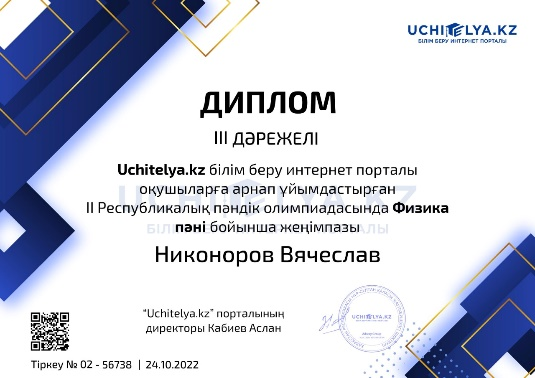 UCHITELYA.KZ
БІЛІМ БЕРУ ИНТЕРНЕТ ПОРТАЛЫ
ДИПЛОМ
III ДӘРЕЖЕЛІ
Uchitelya.kz білім беру интернет порталы
оқушыларға арнап ұйымдастырған
II Республикалық пәндік олимпиадасында Физика
пәні бойынша жеңімпазы
Никоноров Вячеслав
"Uchitelya.kz" порталының
директоры Кабиев Аслан
UCHITELYA.KZ
Тіркеу № 02 - 56738 | 24.10.2022